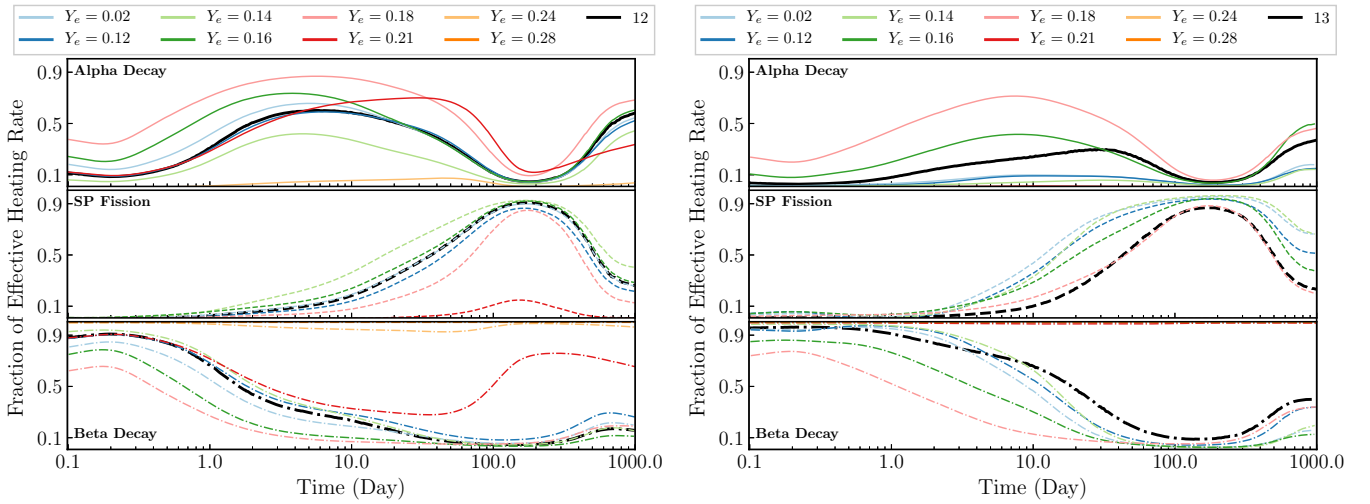 Y_e = 0.02 Y_e = 0.14 Y_e = 0.18 Y_e = 0.24 12
Y_e = 0.12 Y_e = 0.16 Y_e = 0.21 Y_e = 0.28
Fraction of Effective Heating Rate
Alpha Decay
0.9
0.5
0.1
SP Fission
0.9
0.5
0.1
0.9
0.5
0.1
Beta Decay
0.1 1.0 10.0 100.0 1000.0
Time (Day)
Y_e = 0.02 Y_e = 0.14 Y_e = 0.18 Y_e = 0.24 13
Y_e = 0.12 Y_e = 0.16 Y_e = 0.21 Y_e = 0.28
Fraction of Effective Heating Rate
Alpha Decay
0.9
0.5
0.1
SP Fission
0.9
0.5
0.1
0.9
0.5
0.1
Beta Decay
0.1 1.0 10.0 100.0 1000.0
Time (Day)